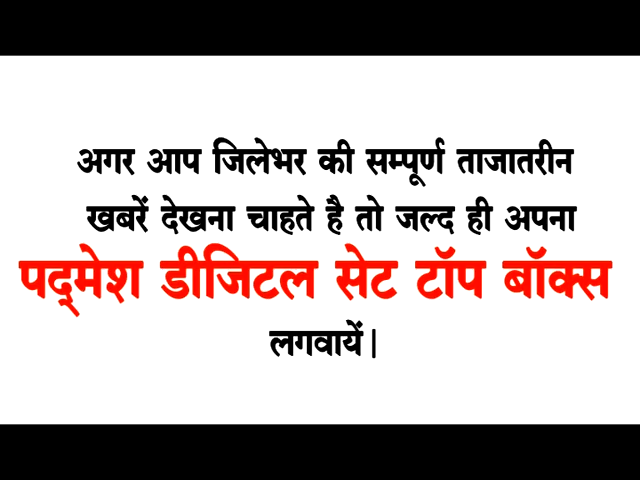 अगर आप जिलेभर की सम्पूर्ण ताजातरीन
खबरें देखना चाहते है तो जल्द ही अपना
पद्मेश डीजिटल सेट टॉप बॉक्स
लगवायें|